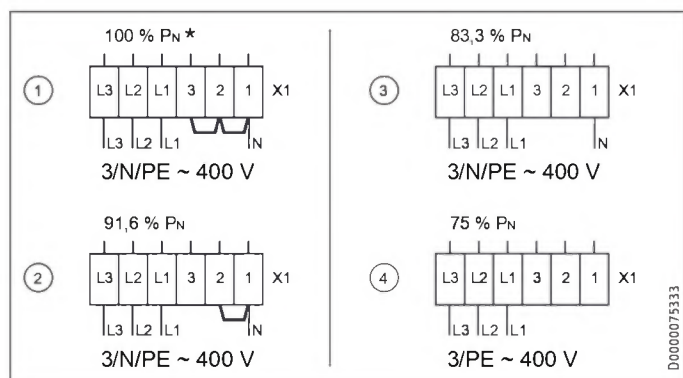 100 % PN *
1 L3 L2 L1 3 2 1 X1
L3 L2 L1 N
3/N/PE ~ 400 V
91,6 % PN
2 L3 L2 L1 3 2 1 X1
L3 L2 L1 N
3/N/PE ~ 400 V
83,3 % PN
3 L3 L2 L1 3 2 1 X1
L3 L2 L1 N
3/N/PE ~ 400 V
75 % PN
4 L3 L2 L1 3 2 1 X1
L3 L2 L1
3/PE ~ 400 V
D0000075333